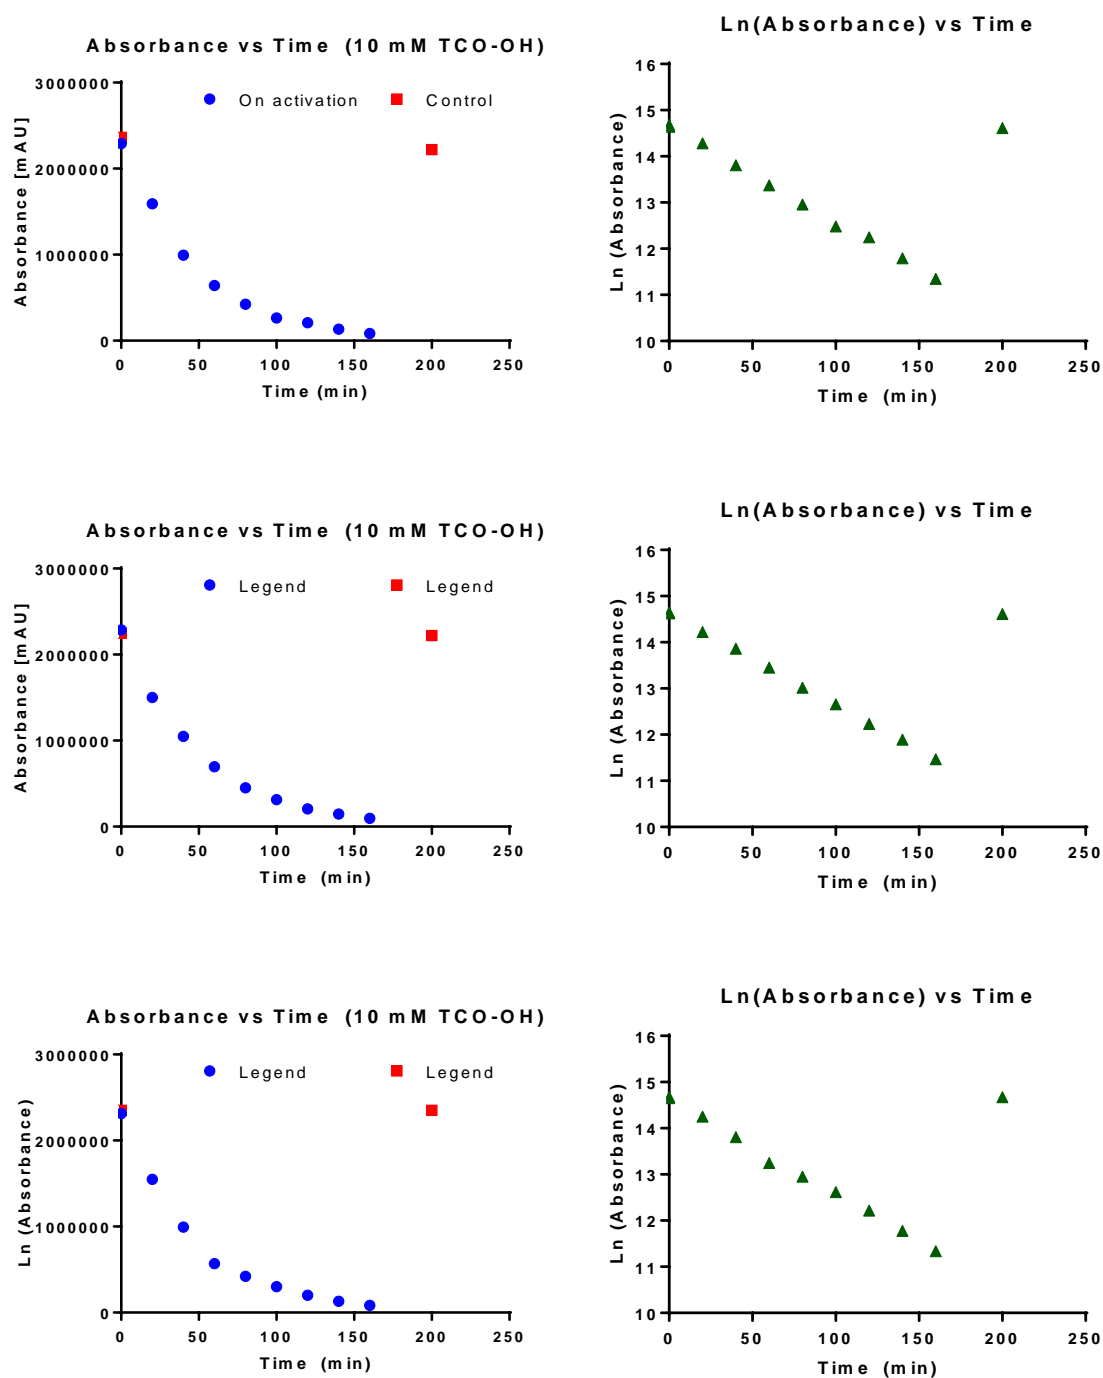 Absorbance vs Time (10 mM TCO-OH)
On activation Control
Absorbance [mAU]
3000000
2000000
1000000
0
0 50 100 150 200 250
Time (min)
Ln(Absorbance) vs Time
Ln (Absorbance)
16
15
14
13
12
11
10
0 50 100 150 200 250
Time (min)
Absorbance vs Time (10 mM TCO-OH)
Legend Legend
Absorbance [mAU]
3000000
2000000
1000000
0
0 50 100 150 200 250
Time (min)
Ln(Absorbance) vs Time
Ln (Absorbance)
16
15
14
13
12
11
10
0 50 100 150 200 250
Time (min)
Absorbance vs Time (10 mM TCO-OH)
Legend Legend
Ln (Absorbance)
3000000
2000000
1000000
0
0 50 100 150 200 250
Time (min)
Ln(Absorbance) vs Time
Ln (Absorbance)
16
15
14
13
12
11
10
0 50 100 150 200 250
Time (min)